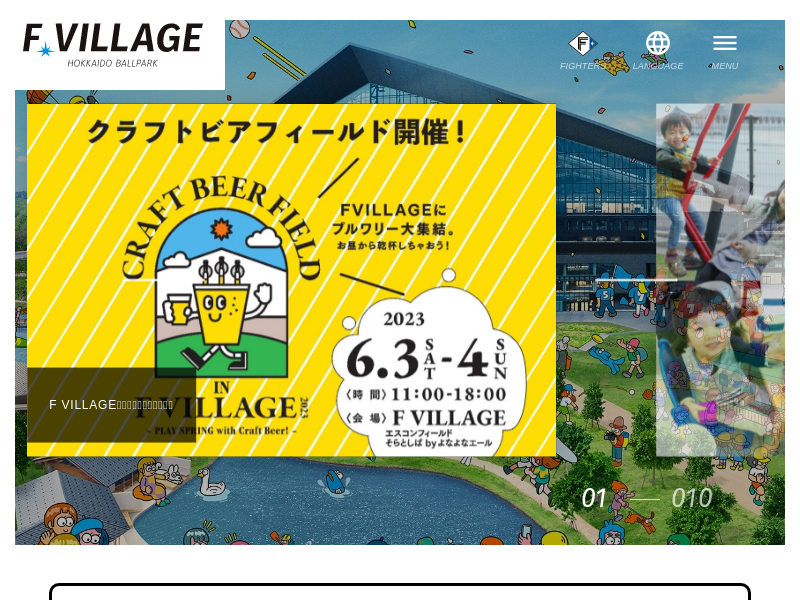 F VILLAGE
HOKKAIDO BALLPARK
FIGHTERS
LANGUAGE
MENU
クラフトビアフィールド開催！
CRAFT BEER FIELD
FVILLAGEに
ブルワリー大集結。
お昼から乾杯しちゃおう！
2023
6.3 SAT - 4 SUN
〈時 間〉11:00-18:00
〈会 場〉F VILLAGE
エスコンフィールド
そらとしば byよなよなエール
IN
F VILLAGE 2023
~ PLAY SPRING with Craft Beer! ~
F VILLAGE
01
010